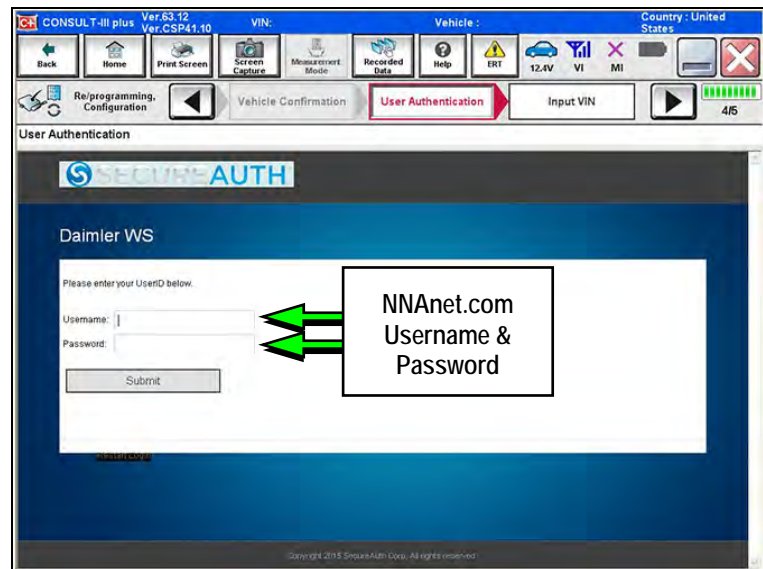 CONSULT-III plus Ver.63.12
Ver.CSP41.10
VIN:
Vehicle :
Country : United
States
Back
Home
Print Screen
Screen
Capture
Measurement
Mode
Recorded
Data
Help
ERT
12.4V
VI
MI
Re/programming,
Configuration
Vehicle Confirmation
User Authentication
Input VIN
4/5
User Authentication
SECUREAUTH
Daimler WS
Please enter your UserID below.
Username:
Password:
Submit
NNAnet.com
Username &
Password
Restart Login
Copyright 2015 SecureAuth Corp. All rights reserved